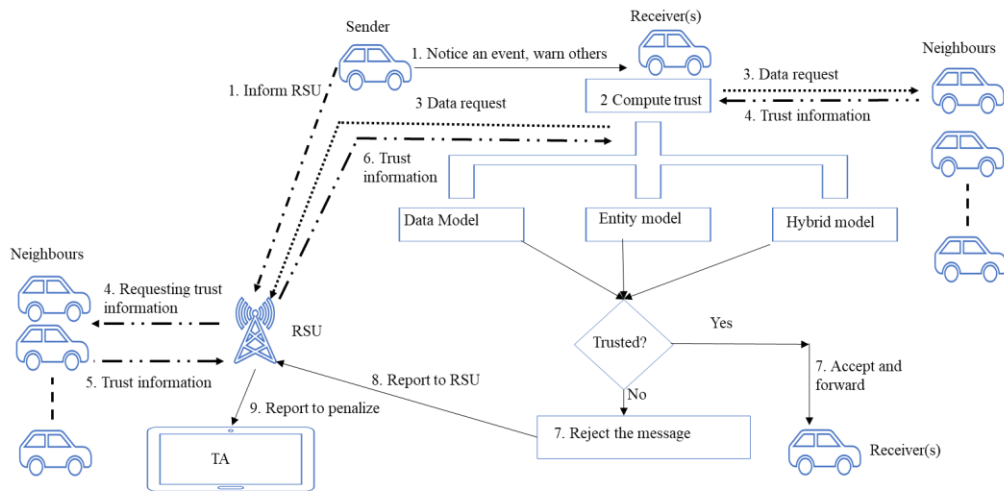 Sender
Receiver(s)
Neighbours
1. Notice an event, warn others
3. Data request
1. Inform RSU
3 Data request
2 Compute trust
4. Trust information
6. Trust
information
Data Model
Entity model
Hybrid model
Neighbours
4. Requesting trust
information
RSU
Trusted?
Yes
5. Trust information
8. Report to RSU
7. Accept and
forward
No
9. Report to penalize
7. Reject the message
TA
Receiver(s)